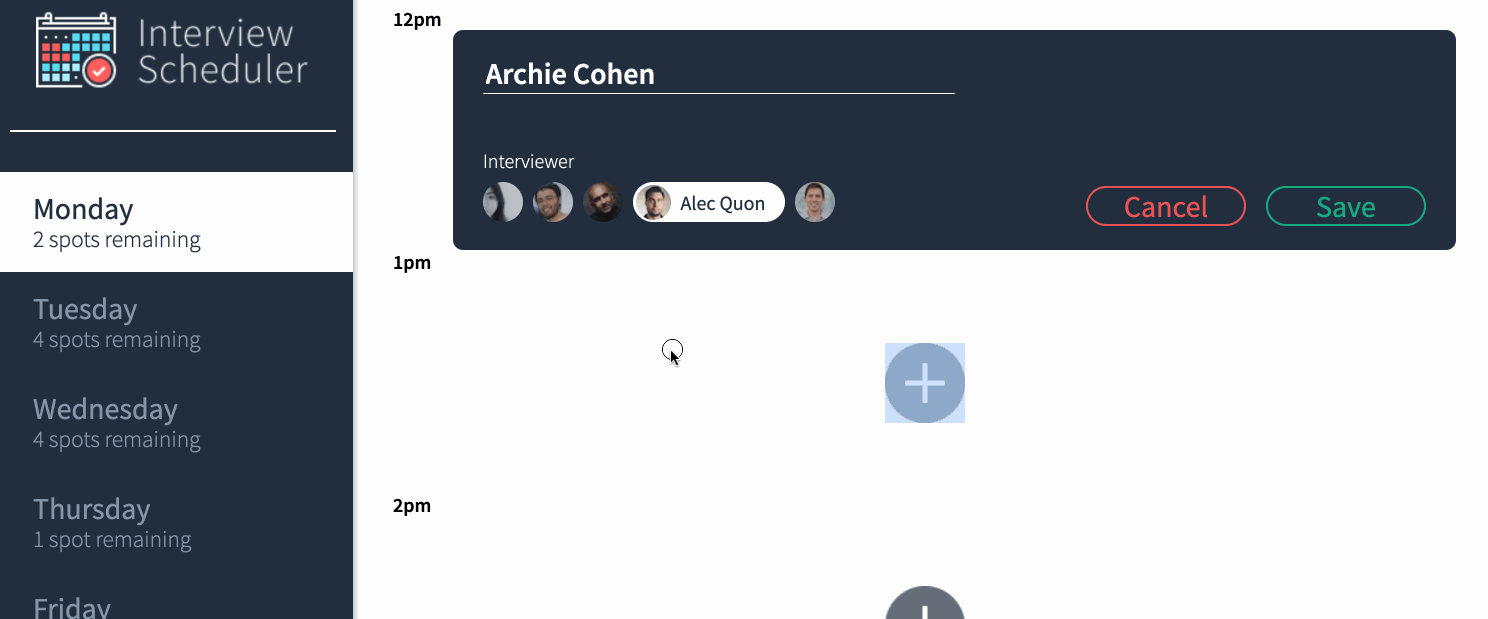 Interview
Scheduler
Monday
2 spots remaining
Tuesday
4 spots remaining
Wednesday
4 spots remaining
Thursday
1 spot remaining
Friday
12pm
Archie Cohen
Interviewer
Alec Quon
Cancel
Save
1pm
2pm